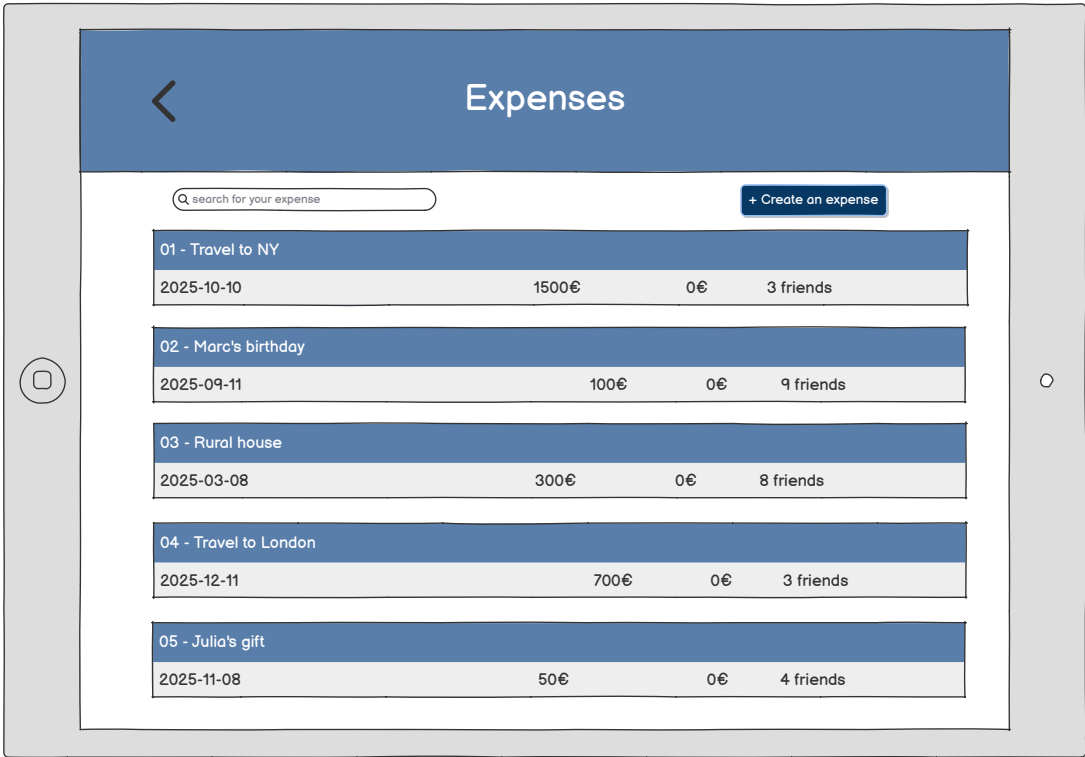 Expenses
search for your expense
+ Create an expense
01 - Travel to NY
2025-10-10 1500€ 0€ 3 friends
02 - Marc's birthday
2025-09-11 100€ 0€ 9 friends
03 - Rural house
2025-03-08 300€ 0€ 8 friends
04 - Travel to London
2025-12-11 700€ 0€ 3 friends
05 - Julia's gift
2025-11-08 50€ 0€ 4 friends